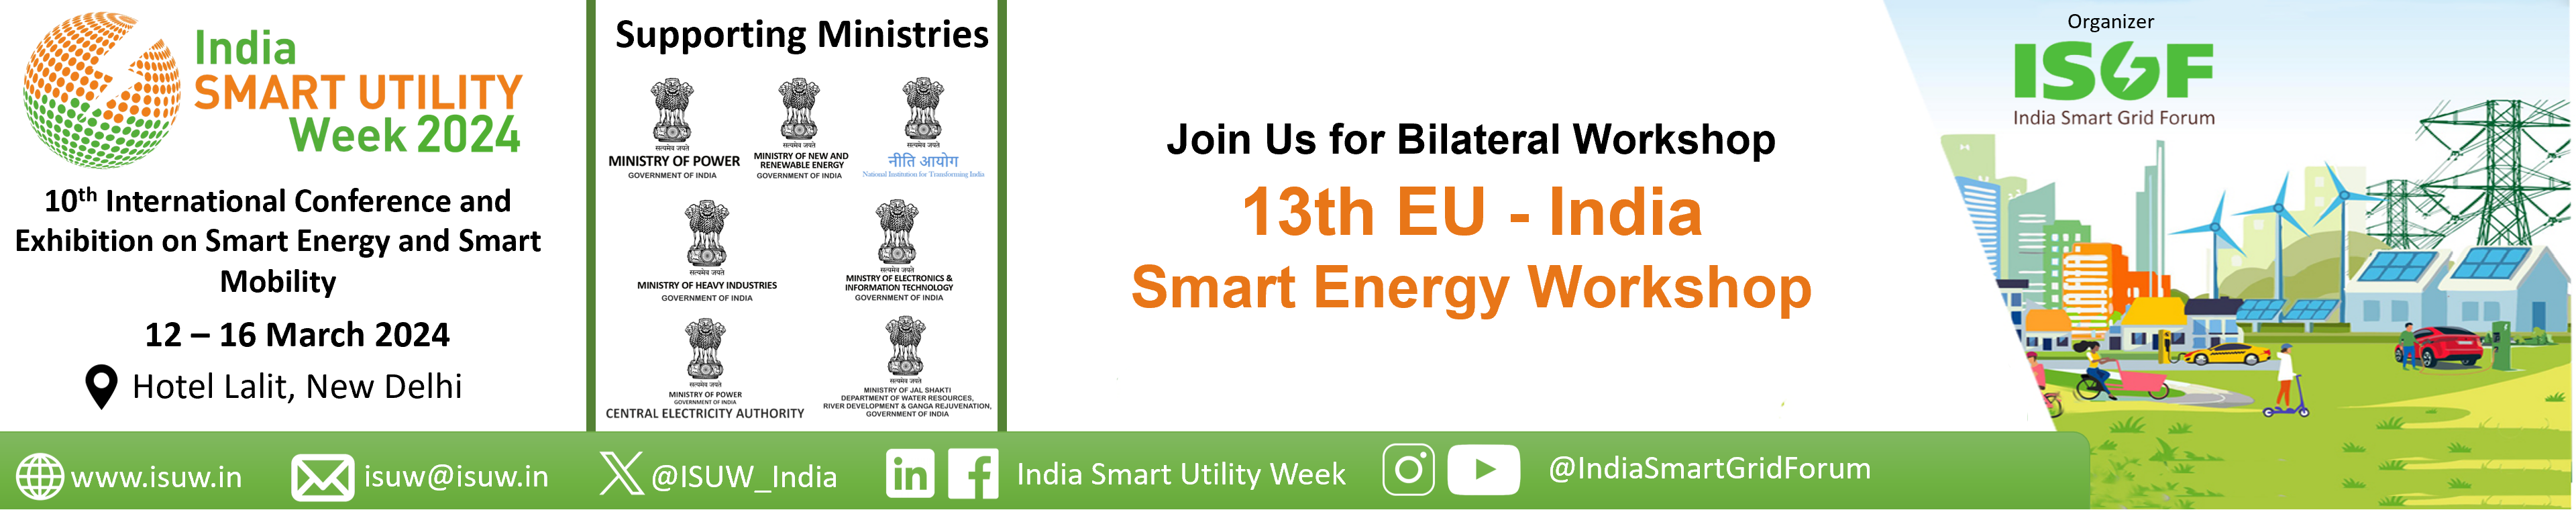 India
SMART UTILITY
Week 2024
10th International Conference and
Exhibition on Smart Energy and Smart
Mobility
12 – 16 March 2024
Hotel Lalit, New Delhi
Supporting Ministries
सत्यमेव जयते
MINISTRY OF POWER
GOVERNMENT OF INDIA
सत्यमेव जयते
MINISTRY OF NEW AND
RENEWABLE ENERGY
GOVERNMENT OF INDIA
सत्यमेव जयते
नीति आयोग
National Institution for Transforming India
सत्यमेव जयते
MINISTRY OF HEAVY INDUSTRIES
GOVERNMENT OF INDIA
सत्यमेव जयते
MINISTRY OF ELECTRONICS &
INFORMATION TECHNOLOGY
GOVERNMENT OF INDIA
सत्यमेव जयते
MINISTRY OF POWER
GOVERNMENT OF INDIA
CENTRAL ELECTRICITY AUTHORITY
सत्यमेव जयते
MINISTRY OF JAL SHAKTI
DEPARTMENT OF WATER RESOURCES,
RIVER DEVELOPMENT & GANGA REJUVENATION,
GOVERNMENT OF INDIA
Join Us for Bilateral Workshop
13th EU - India
Smart Energy Workshop
Organizer
ISGF
India Smart Grid Forum
www.isuw.in
isuw@isuw.in
@ISUW_India
in
f
India Smart Utility Week
@IndiaSmartGridForum